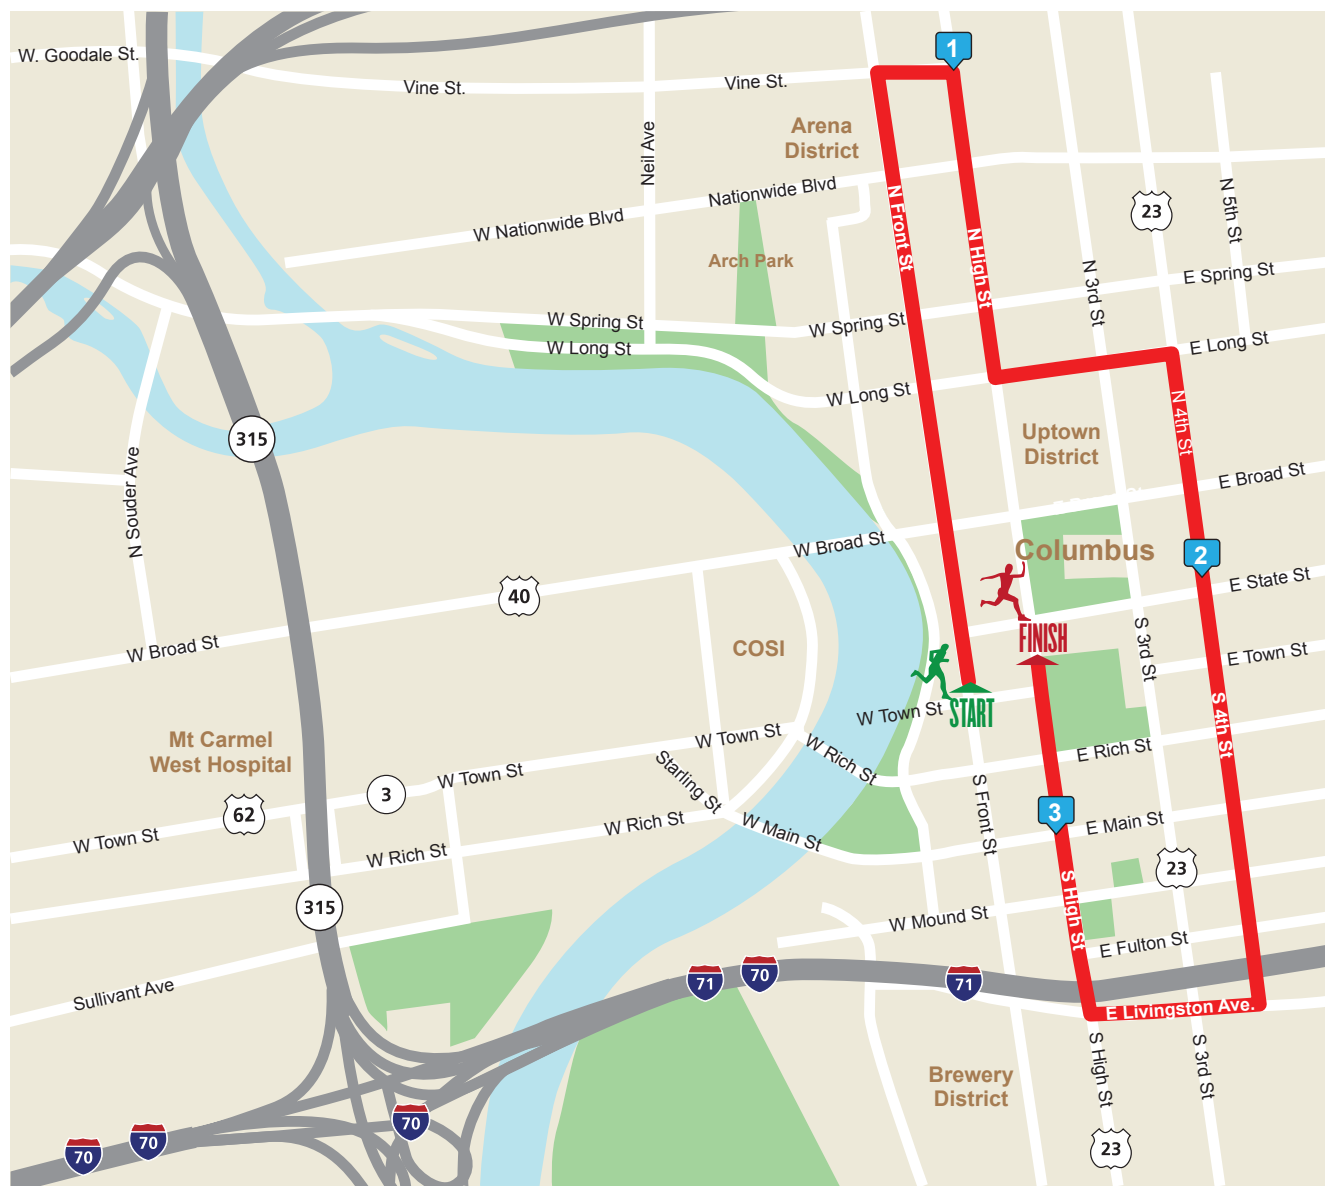 W. Goodale St.
Vine St.
Vine St.
1
Arena
District
Neil Ave
Nationwide Blvd
W Nationwide Blvd
N Front St
N High St
23
N 5th St
Arch Park
N 3rd St
E Spring St
W Spring St
W Spring St
W Long St
E Long St
W Long St
N 4th St
Uptown
District
315
N Souder Ave
E Broad St
W Broad St
Columbus
2
40
E State St
FINISH
W Broad St
COSI
S 3rd St
E Town St
START
W Town St
S 4th St
Mt Carmel
West Hospital
W Town St
W Rich St
E Rich St
Starling St
W Town St
3
62
S Front St
3
E Main St
W Main St
W Rich St
W Town St
W Rich St
23
315
S High St
W Mound St
E Fulton St
Sullivant Ave
71
70
71
E Livingston Ave.
S High St
S 3rd St
Brewery
District
70
70
70
23